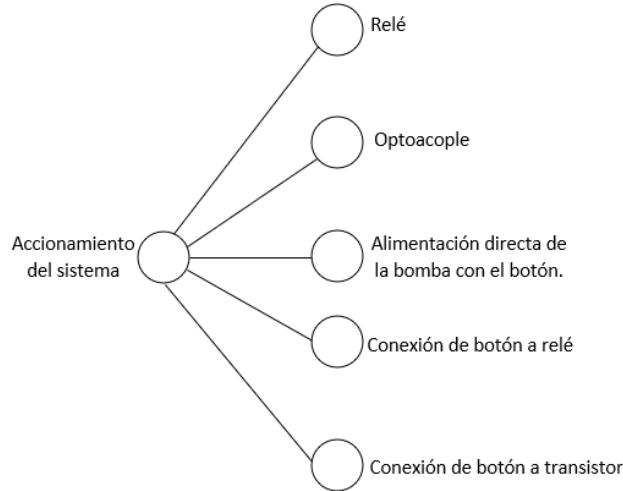 Relé
Optoacople
Accionamiento
del sistema
Alimentación directa de
la bomba con el botón.
Conexión de botón a relé
Conexión de botón a transistor